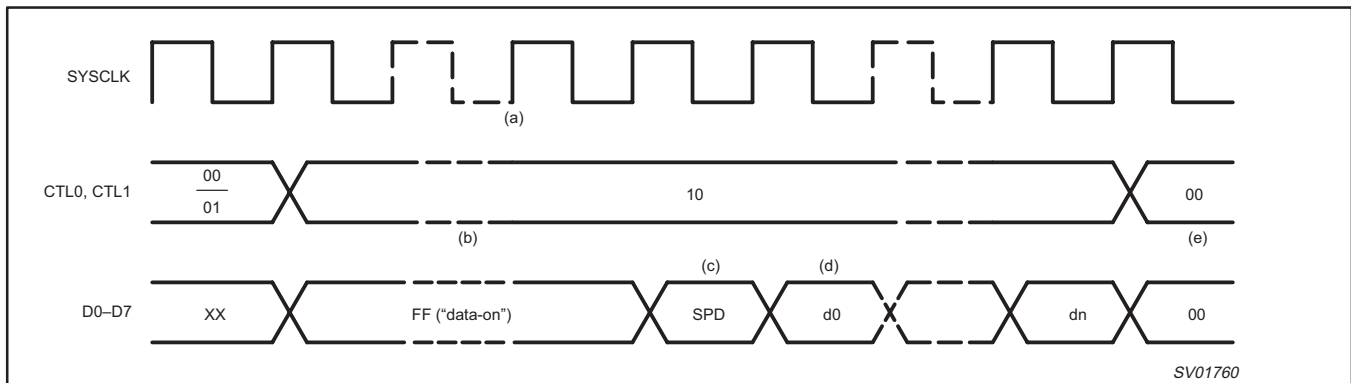 SYSCLK
(a)
CTL0, CTL1
00
01
10
00
(b)
(e)
(c)
(d)
D0–D7
XX
FF (“data-on”)
SPD
d0
dn
00
SV01760